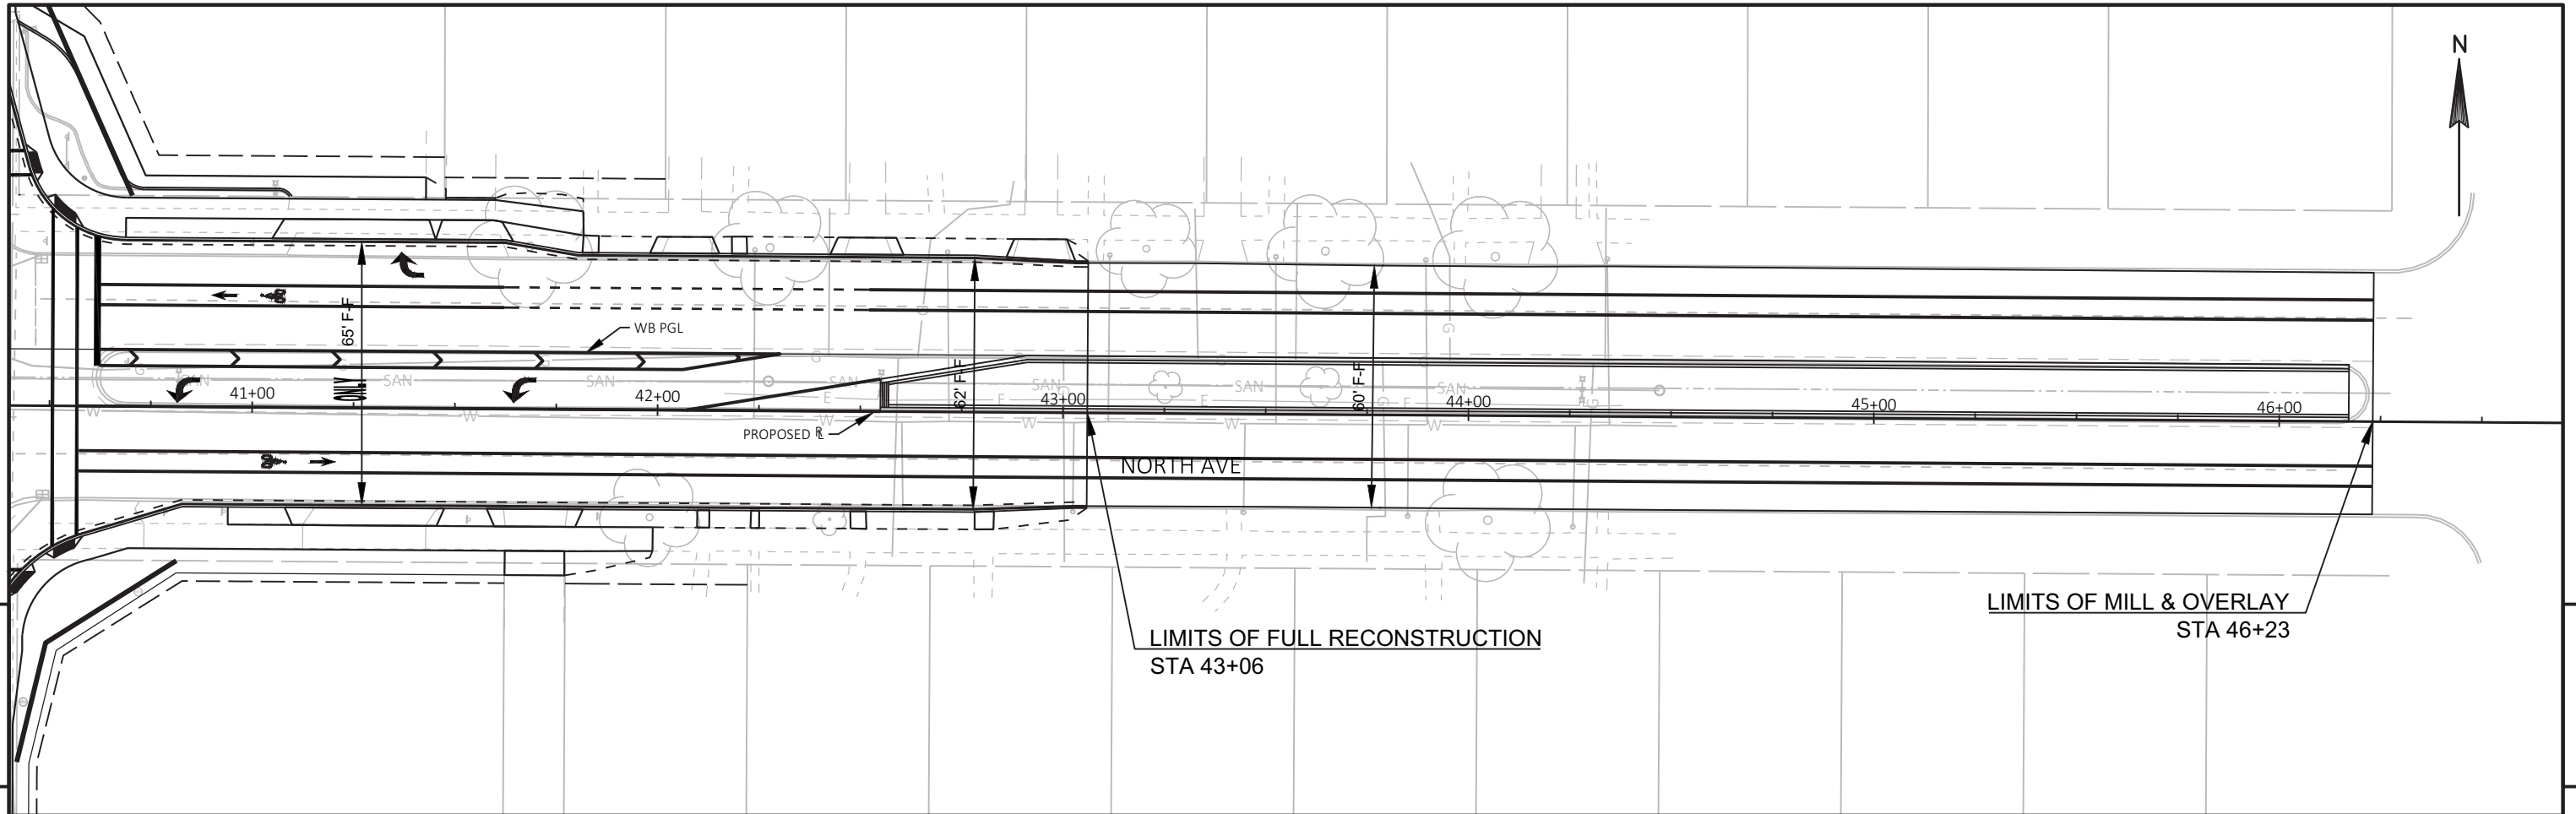 N
65' F-F
WB PGL
G
G
G
G
SAN
SAN
SAN
SAN
SAN
SAN
SAN
G
G
41+00
ONLY
42+00
E
62' F-F
43+00
E
E
60' F-F
G
E
44+00
G
45+00
46+00
W
W
W
W
W
W
PROPOSED ℞
NORTH AVE
LIMITS OF MILL & OVERLAY
STA 46+23
LIMITS OF FULL RECONSTRUCTION
STA 43+06